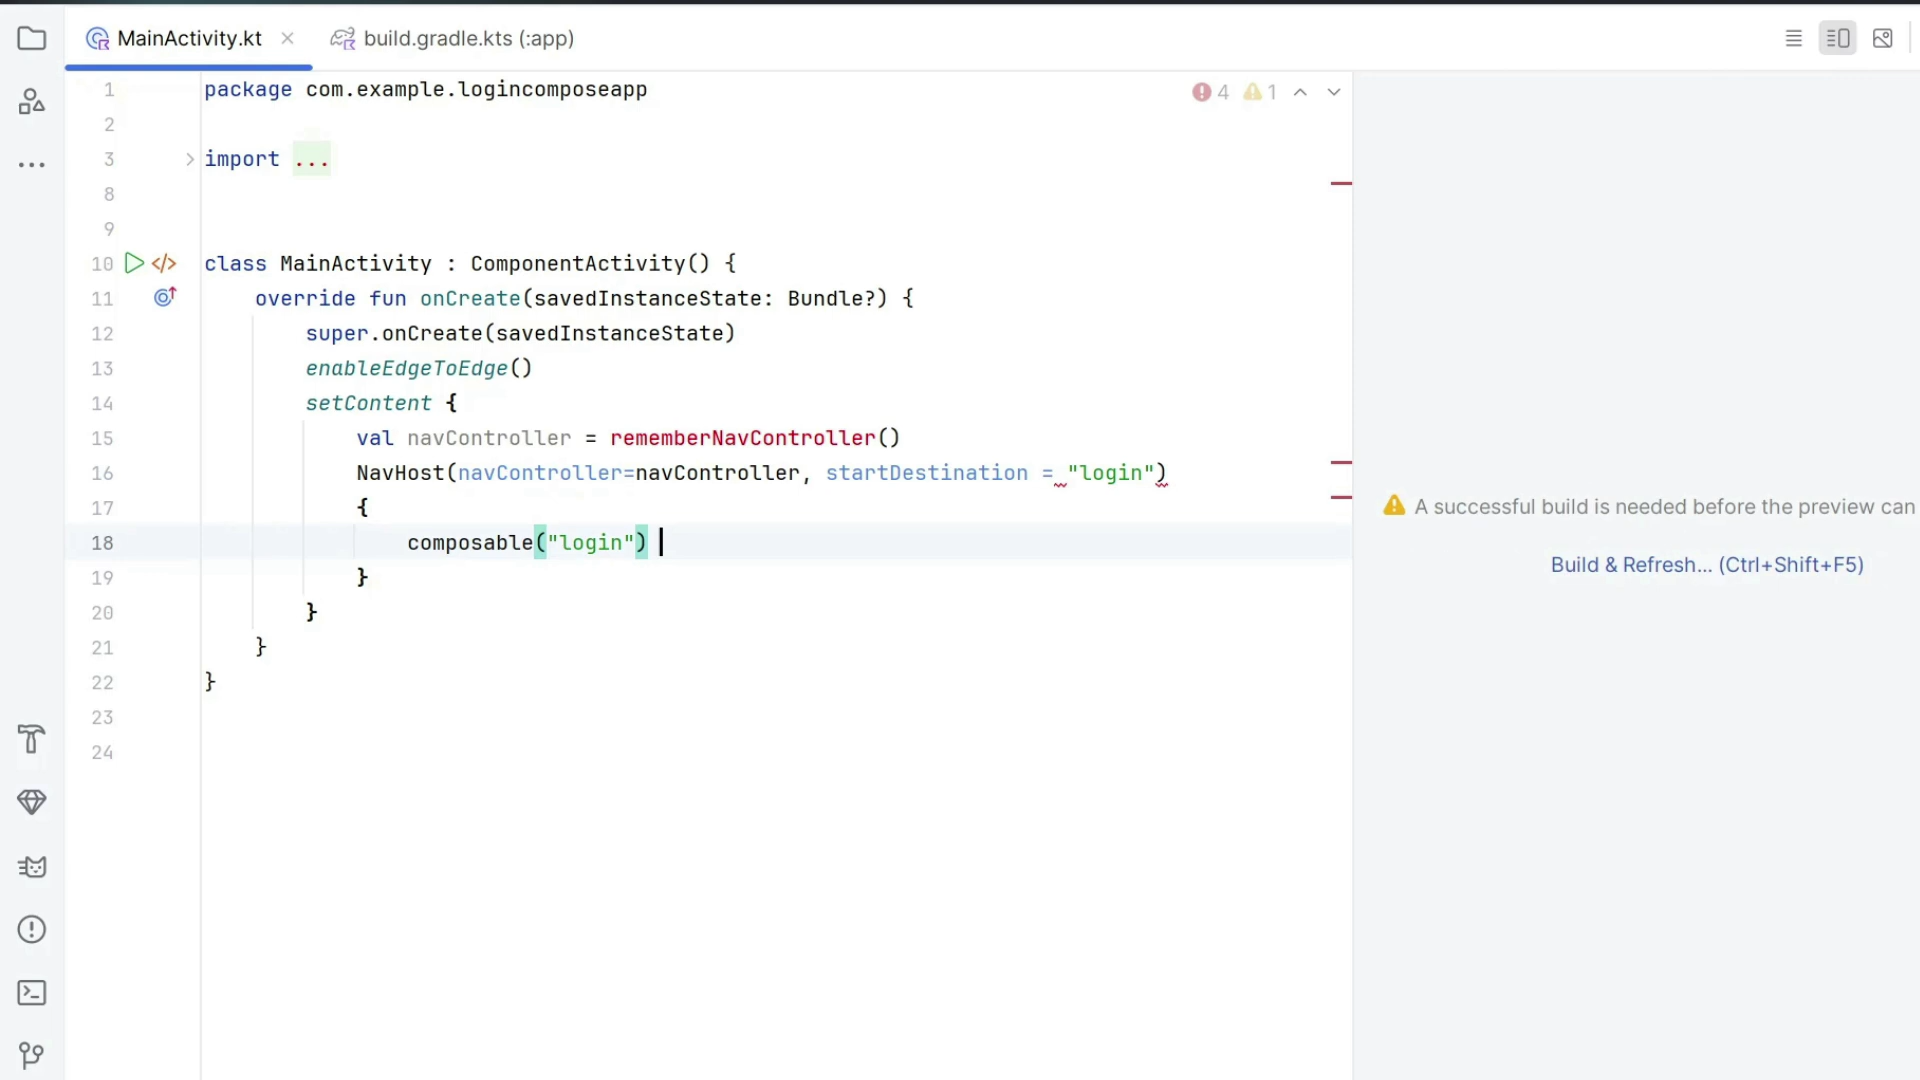 MainActivity.kt
build.gradle.kts (:app)
1 package com.example.logincomposeapp
4 1
2
3 import ...
8
9
10 class MainActivity : ComponentActivity() {
11 override fun onCreate(savedInstanceState: Bundle?) {
12 super.onCreate(savedInstanceState)
13 enableEdgeToEdge()
14 setContent {
15 val navController = rememberNavController()
16 NavHost(navController=navController, startDestination = "login")
17 {
18 composable("login")
19 }
20 }
21 }
22 }
23
24
A successful build is needed before the preview can
Build & Refresh... (Ctrl+Shift+F5)